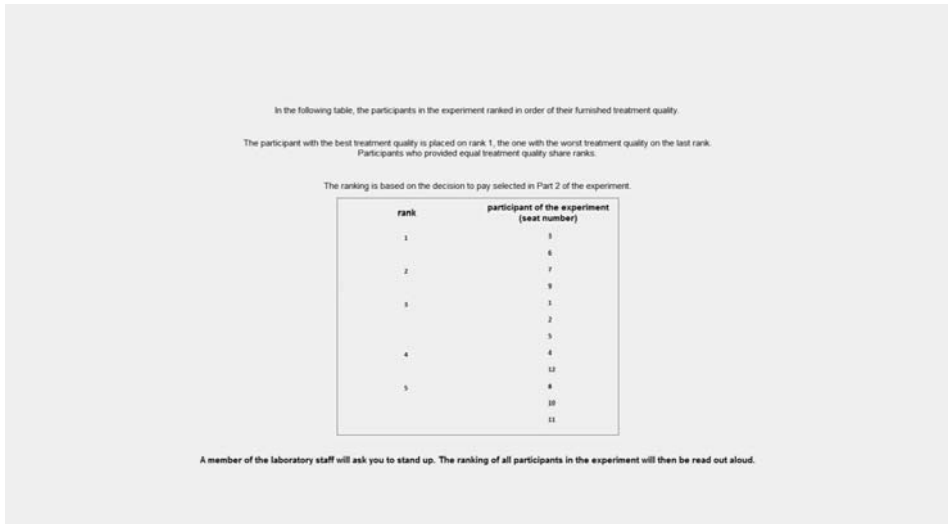 In the following table, the participants in the experiment ranked in order of their furnished treatment quality.
The participant with the best treatment quality is placed on rank 1, the one with the worst treatment quality on the last rank.
Participants who provided equal treatment quality share ranks.
The ranking is based on the decision to pay selected in Part 2 of the experiment.
rank participant of the experiment
(seat number)
1 3
6
2 7
9
3 1
2
5
4 4
12
5 8
10
11
A member of the laboratory staff will ask you to stand up. The ranking of all participants in the experiment will then be read out aloud.